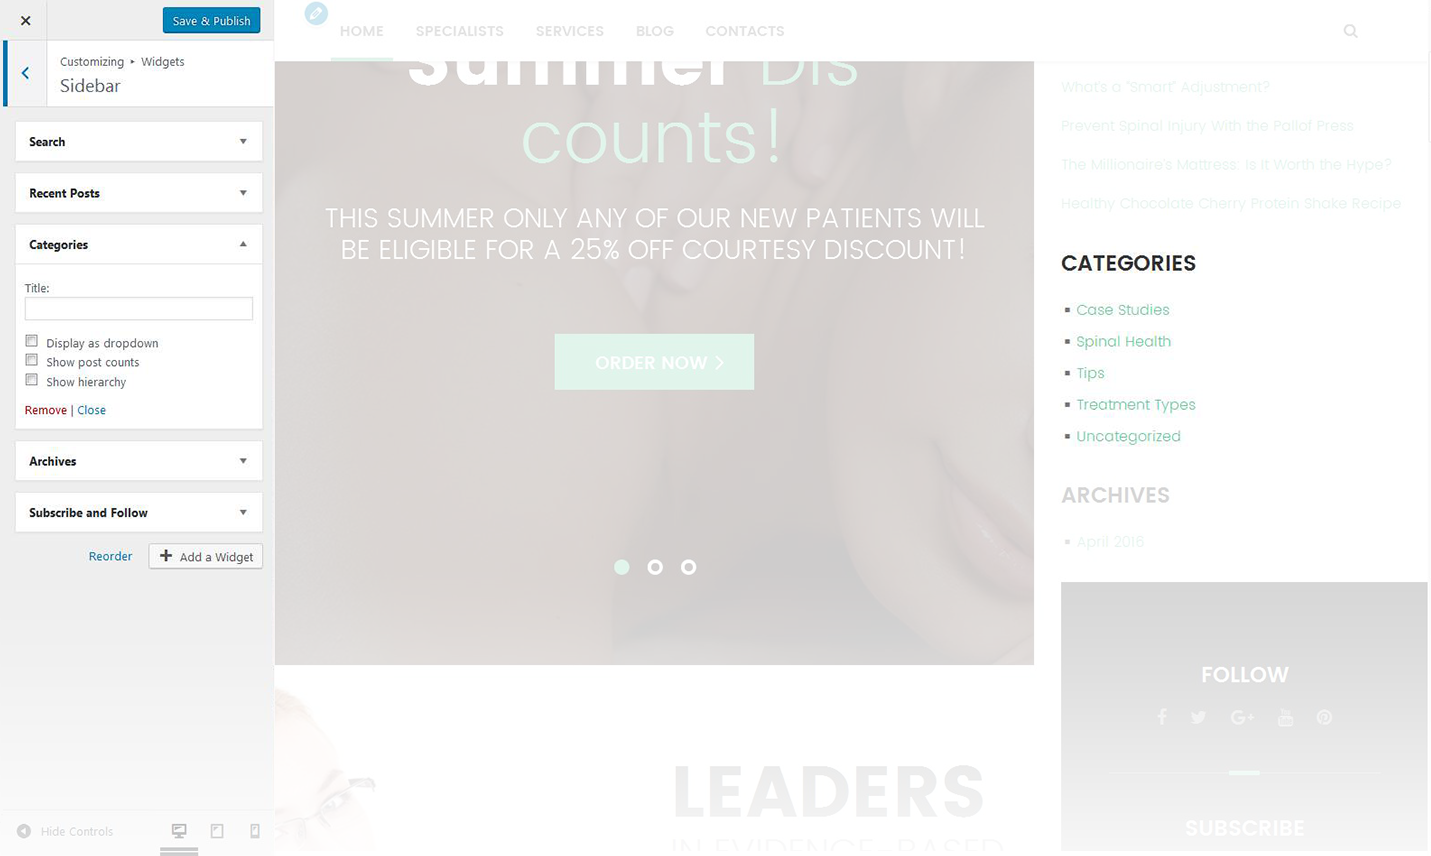 Save & Publish
Customizing ▸ Widgets
Sidebar
Search
Recent Posts
Categories
Title:
Display as dropdown
Show post counts
Show hierarchy
Remove | Close
Archives
Subscribe and Follow
Reorder
Add a Widget
Hide Controls
HOME SPECIALISTS SERVICES BLOG CONTACTS
Summer Dis
counts!
THIS SUMMER ONLY ANY OF OUR NEW PATIENTS WILL
BE ELIGIBLE FOR A 25% OFF COURTESY DISCOUNT!
ORDER NOW
LEADERS
IN EVIDENCE-BASED
What's a "Smart" Adjustment?
Prevent Spinal Injury With the Pallof Press
The Millionaire's Mattress: Is It Worth the Hype?
Healthy Chocolate Cherry Protein Shake Recipe
CATEGORIES
Case Studies
Spinal Health
Tips
Treatment Types
Uncategorized
ARCHIVES
April 2016
FOLLOW
SUBSCRIBE